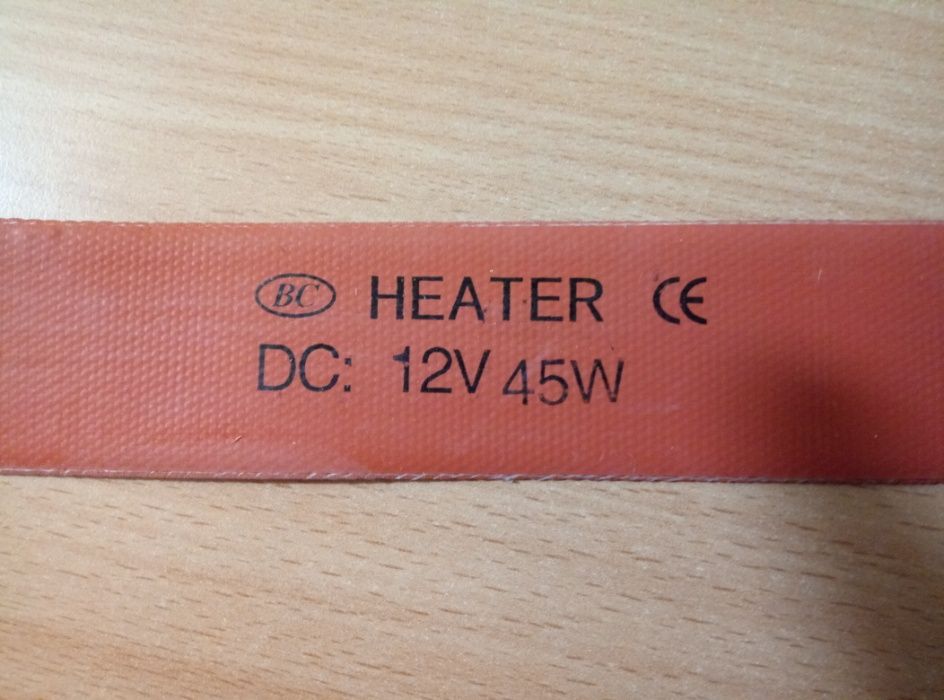 BC HEATER CE
DC: 12V 45W